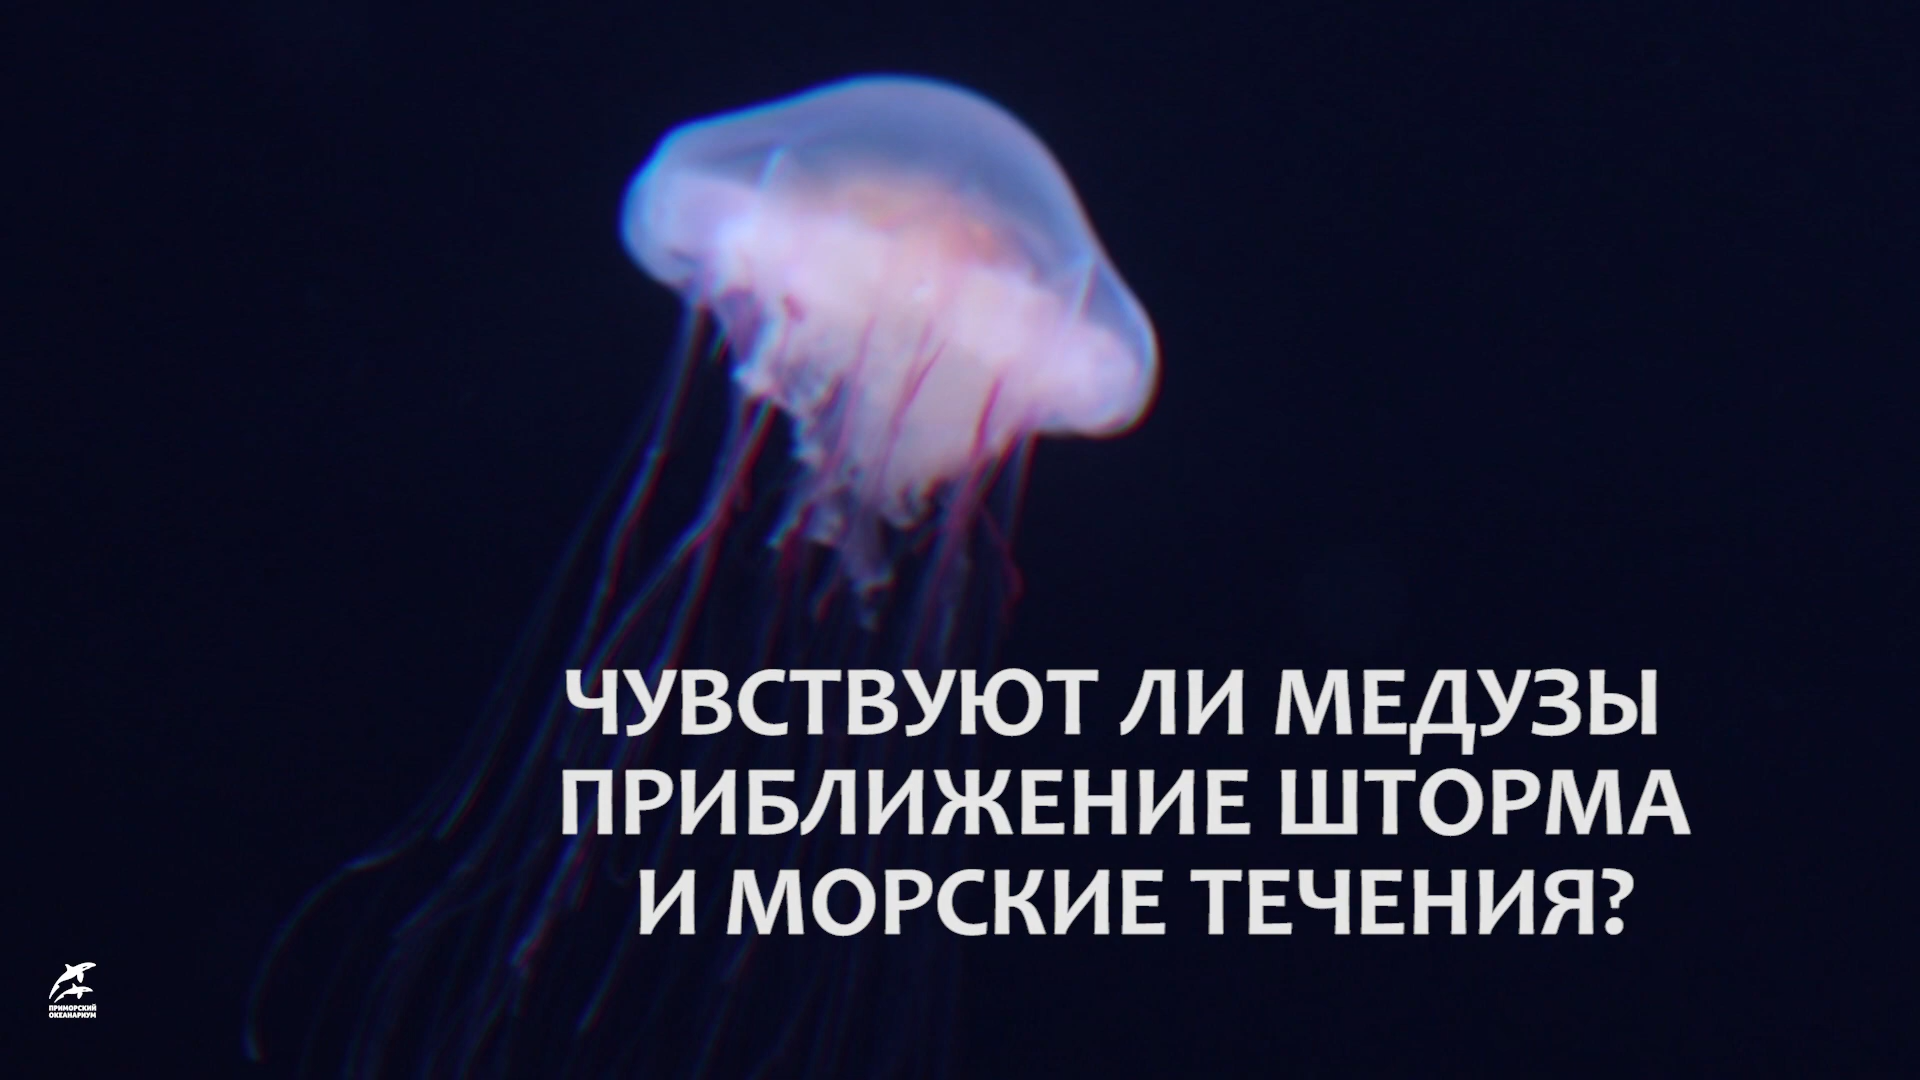 ЧУВСТВУЮТ ЛИ МЕДУЗЫ
ПРИБЛИЖЕНИЕ ШТОРМА
И МОРСКИЕ ТЕЧЕНИЯ?
ПРИМОРСКИЙ
ОКЕАНАРИУМ